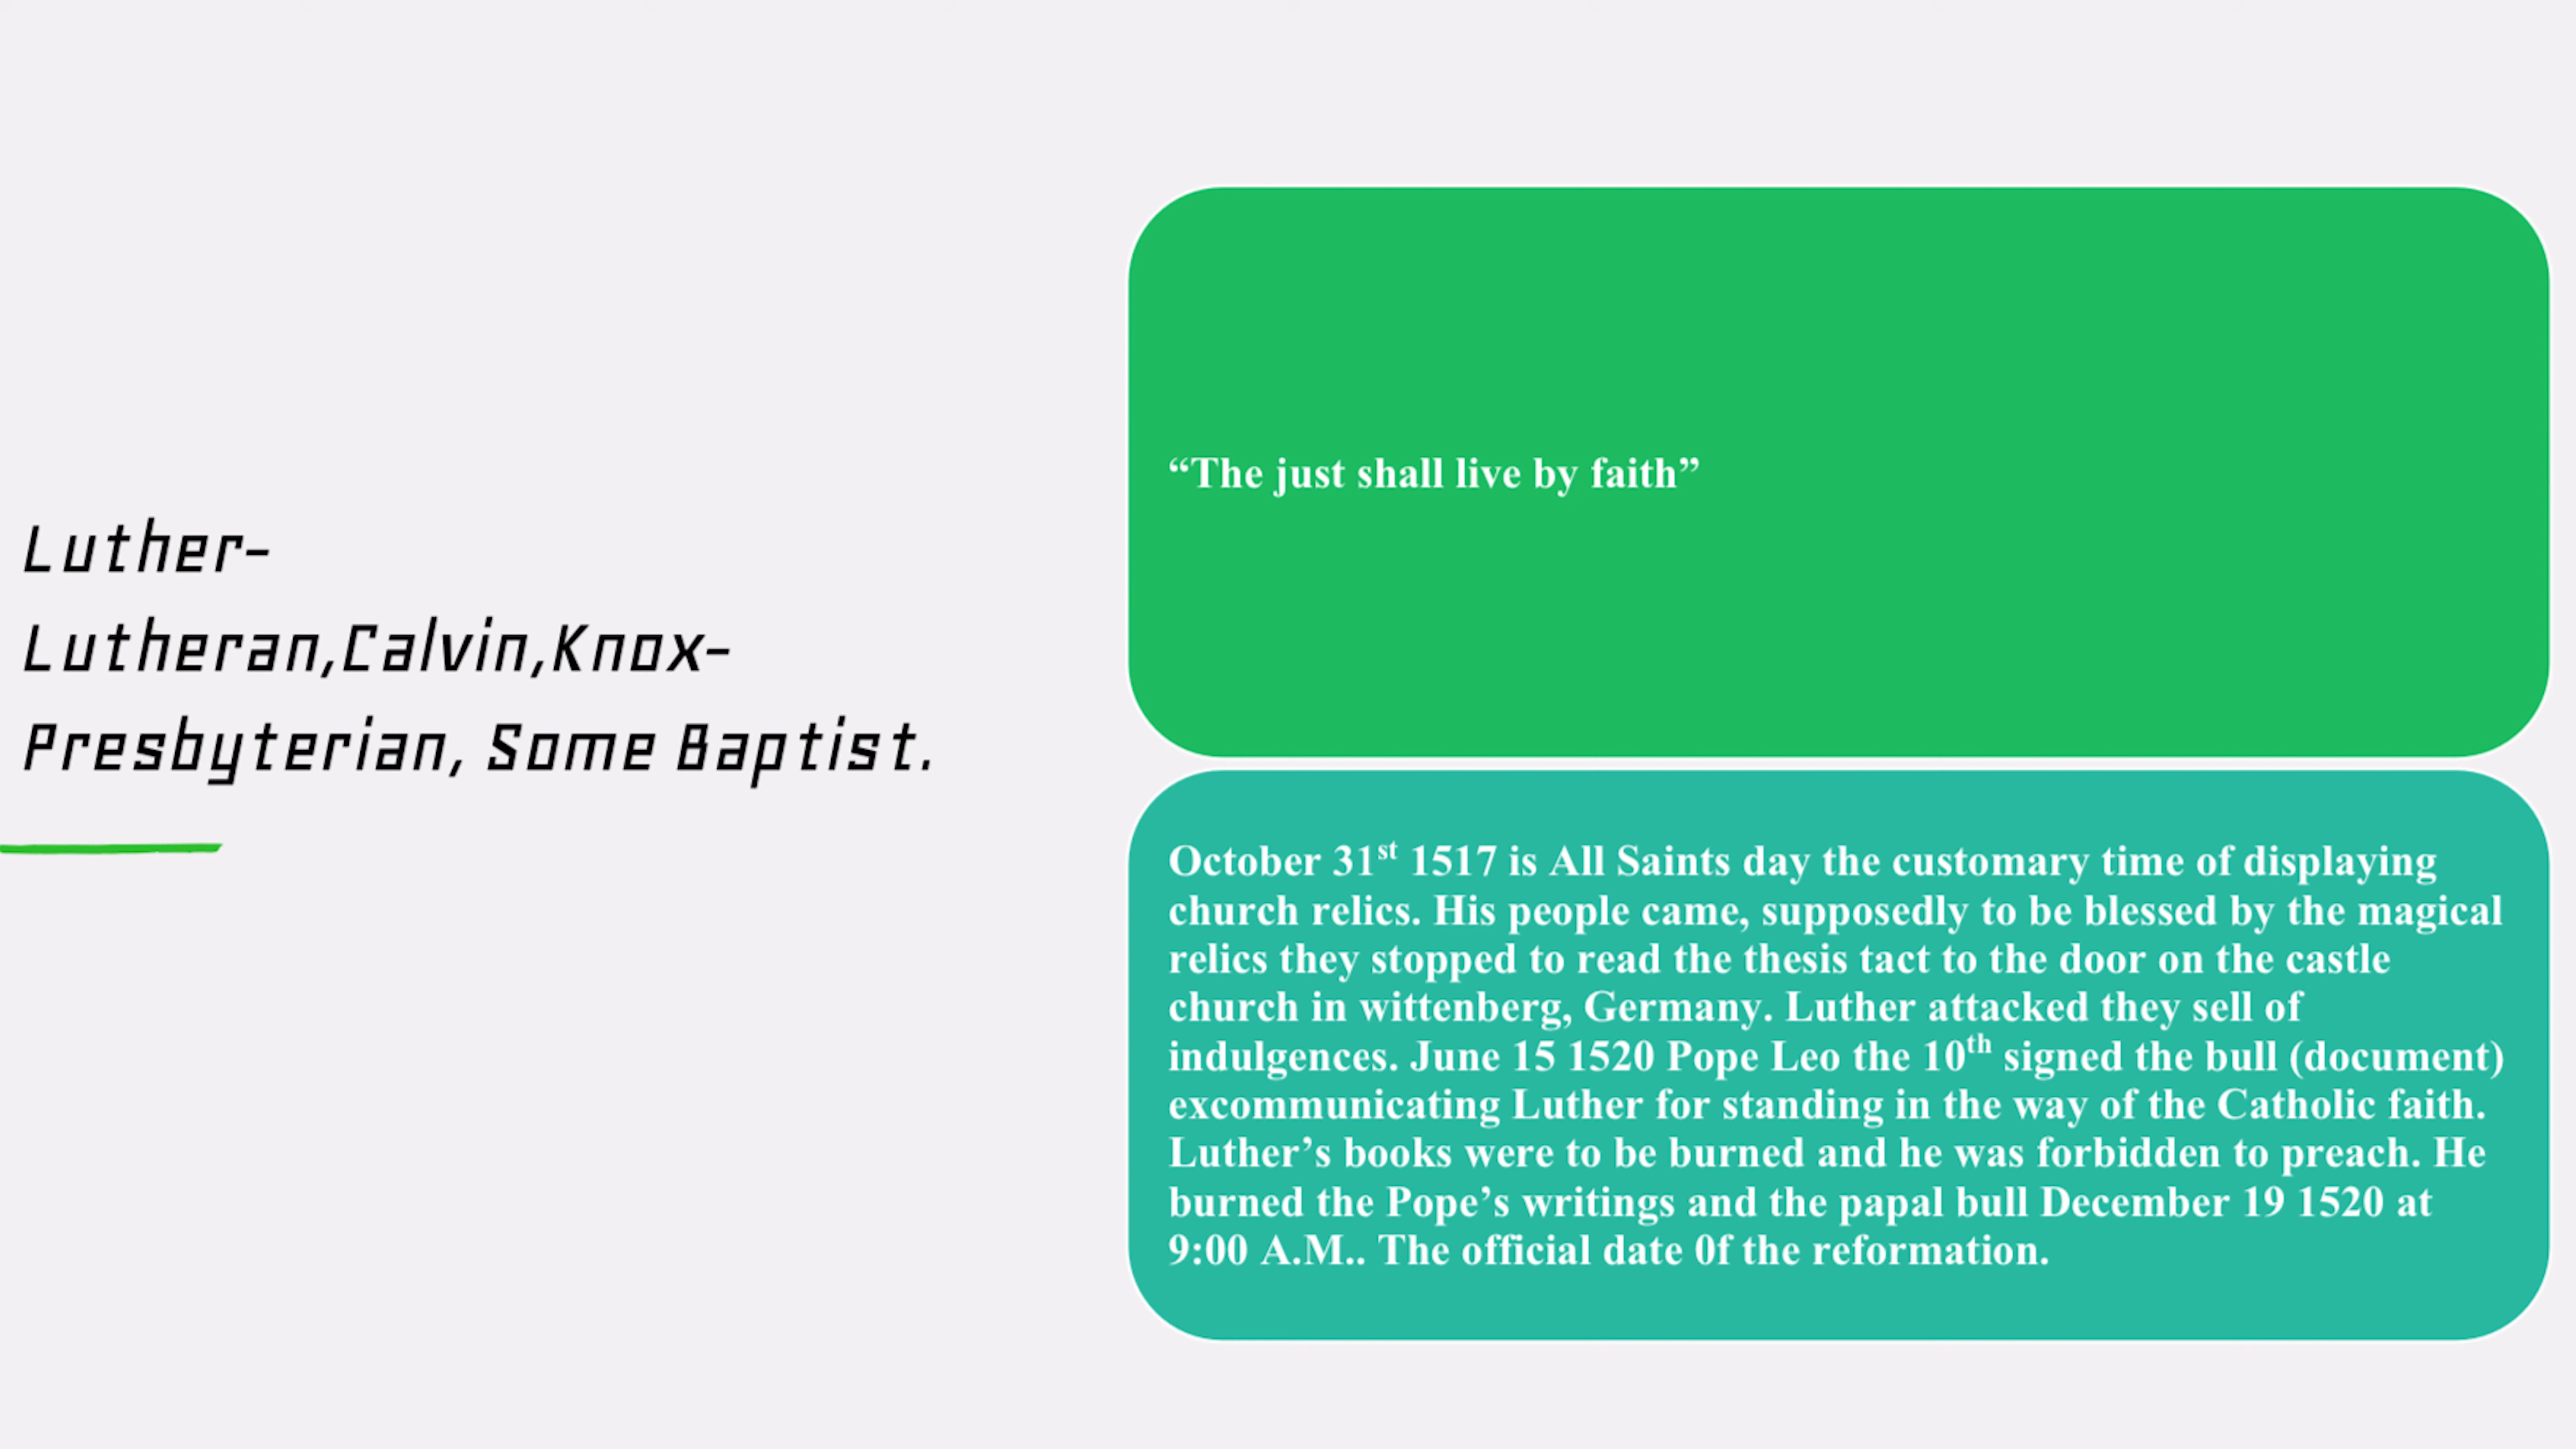 Luther-
Lutheran,Calvin,Knox-
Presbyterian, Some Baptist.
“The just shall live by faith”
October 31st 1517 is All Saints day the customary time of displaying
church relics. His people came, supposedly to be blessed by the magical
relics they stopped to read the thesis tact to the door on the castle
church in wittenberg, Germany. Luther attacked they sell of
indulgences. June 15 1520 Pope Leo the 10th signed the bull (document)
excommunicating Luther for standing in the way of the Catholic faith.
Luther’s books were to be burned and he was forbidden to preach. He
burned the Pope’s writings and the papal bull December 19 1520 at
9:00 A.M.. The official date 0f the reformation.